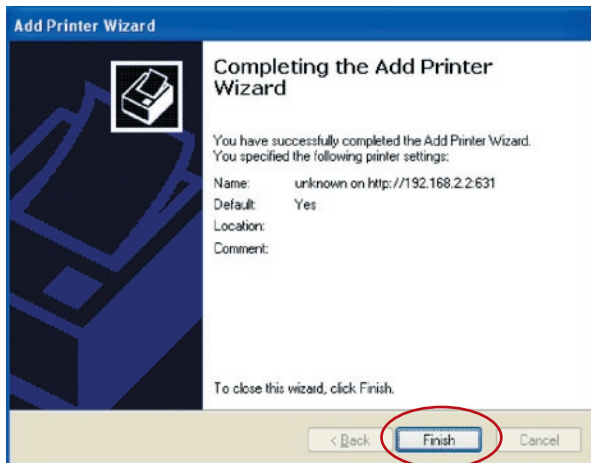 Add Printer Wizard
Completing the Add Printer
Wizard
You have successfully completed the Add Printer Wizard.
You specified the following printer settings:
Name: unknown on http://192.168.2.2:631
Default: Yes
Location:
Comment:
To close this wizard, click Finish.
< Back Finish Cancel